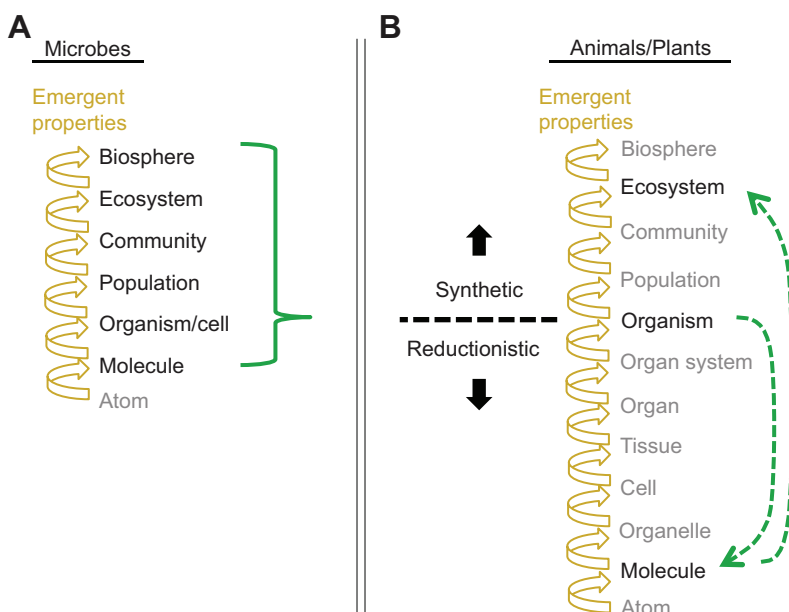 A
Microbes
Emergent
properties
Biosphere
Ecosystem
Community
Population
Organism/cell
Molecule
Atom
B
Animals/Plants
Emergent
properties
Biosphere
Ecosystem
Community
Population
Synthetic
Organism
Reductionistic
Organ system
Organ
Tissue
Cell
Organelle
Molecule
Atom